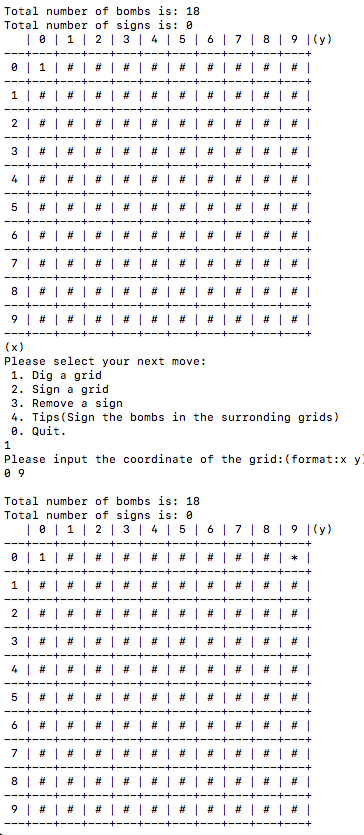 Total number of bombs is: 18
Total number of signs is: 0
   | 0 | 1 | 2 | 3 | 4 | 5 | 6 | 7 | 8 | 9 |(y)
---+---+---+---+---+---+---+---+---+---+---+
 0 | 1 | # | # | # | # | # | # | # | # | # |
---+---+---+---+---+---+---+---+---+---+---+
 1 | # | # | # | # | # | # | # | # | # | # |
---+---+---+---+---+---+---+---+---+---+---+
 2 | # | # | # | # | # | # | # | # | # | # |
---+---+---+---+---+---+---+---+---+---+---+
 3 | # | # | # | # | # | # | # | # | # | # |
---+---+---+---+---+---+---+---+---+---+---+
 4 | # | # | # | # | # | # | # | # | # | # |
---+---+---+---+---+---+---+---+---+---+---+
 5 | # | # | # | # | # | # | # | # | # | # |
---+---+---+---+---+---+---+---+---+---+---+
 6 | # | # | # | # | # | # | # | # | # | # |
---+---+---+---+---+---+---+---+---+---+---+
 7 | # | # | # | # | # | # | # | # | # | # |
---+---+---+---+---+---+---+---+---+---+---+
 8 | # | # | # | # | # | # | # | # | # | # |
---+---+---+---+---+---+---+---+---+---+---+
 9 | # | # | # | # | # | # | # | # | # | # |
---+---+---+---+---+---+---+---+---+---+---+
(x)
Please select your next move:
 1. Dig a grid
 2. Sign a grid
 3. Remove a sign
 4. Tips(Sign the bombs in the surronding grids)
 0. Quit.
1
Please input the coordinate of the grid:(format:x y)
0 9
Total number of bombs is: 18
Total number of signs is: 0
   | 0 | 1 | 2 | 3 | 4 | 5 | 6 | 7 | 8 | 9 |(y)
---+---+---+---+---+---+---+---+---+---+---+
 0 | 1 | # | # | # | # | # | # | # | # | * |
---+---+---+---+---+---+---+---+---+---+---+
 1 | # | # | # | # | # | # | # | # | # | # |
---+---+---+---+---+---+---+---+---+---+---+
 2 | # | # | # | # | # | # | # | # | # | # |
---+---+---+---+---+---+---+---+---+---+---+
 3 | # | # | # | # | # | # | # | # | # | # |
---+---+---+---+---+---+---+---+---+---+---+
 4 | # | # | # | # | # | # | # | # | # | # |
---+---+---+---+---+---+---+---+---+---+---+
 5 | # | # | # | # | # | # | # | # | # | # |
---+---+---+---+---+---+---+---+---+---+---+
 6 | # | # | # | # | # | # | # | # | # | # |
---+---+---+---+---+---+---+---+---+---+---+
 7 | # | # | # | # | # | # | # | # | # | # |
---+---+---+---+---+---+---+---+---+---+---+
 8 | # | # | # | # | # | # | # | # | # | # |
---+---+---+---+---+---+---+---+---+---+---+
 9 | # | # | # | # | # | # | # | # | # | # |
---+---+---+---+---+---+---+---+---+---+---+